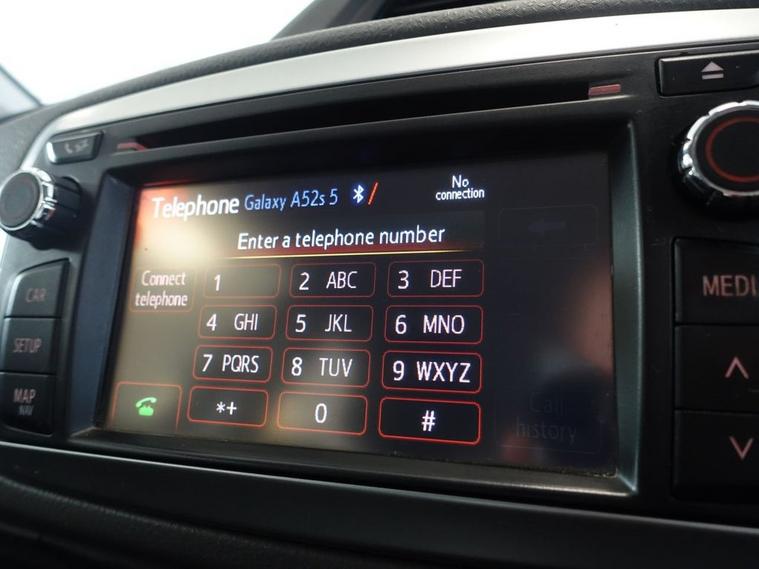 Telephone Galaxy A52s 5 No connection
Enter a telephone number
Connect telephone
1
2 ABC
3 DEF
4 GHI
5 JKL
6 MNO
7 PQRS
8 TUV
9 WXYZ
*+
0
#
Call history
CAR
SETUP
MAP
NAV
MEDI